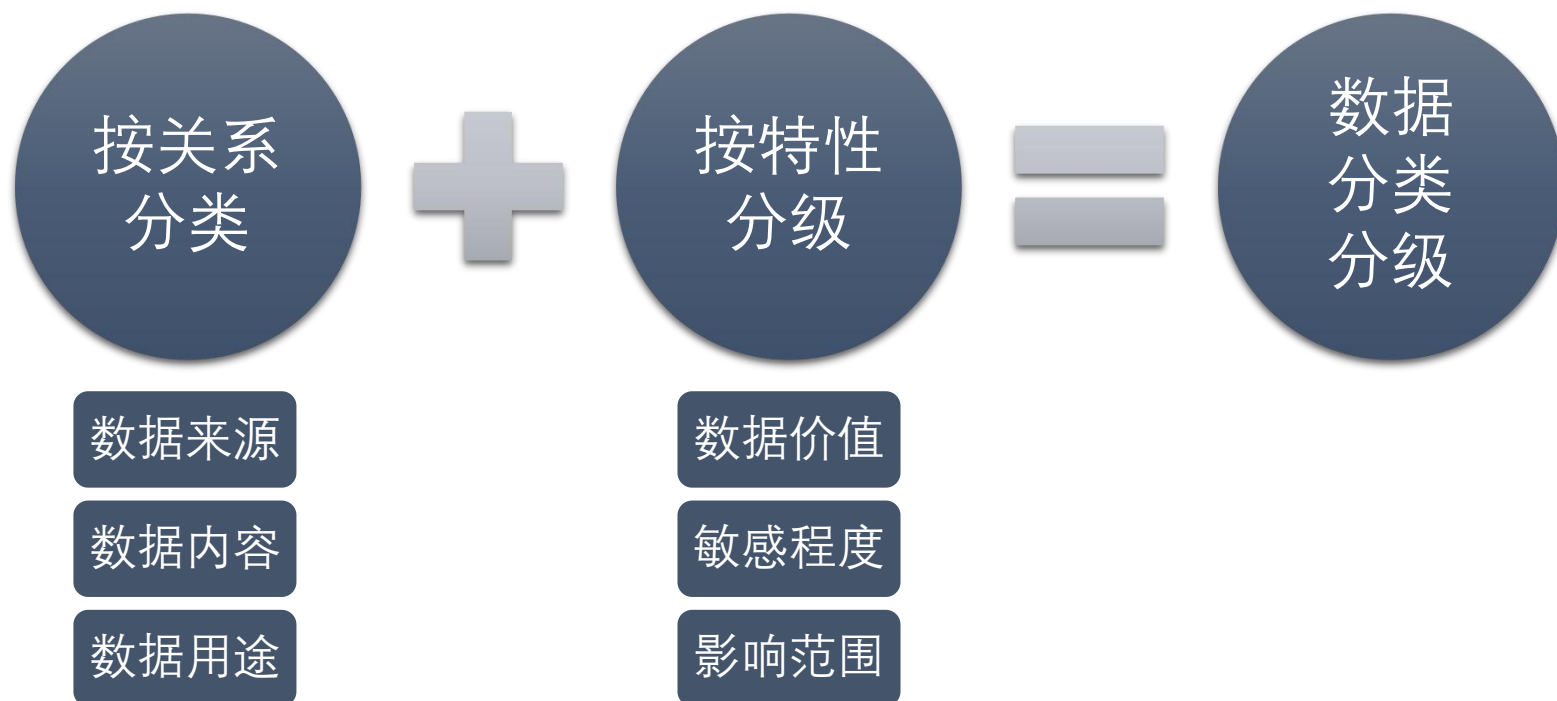 按关系
分类
按特性
分级
数据
分类
分级
数据来源
数据内容
数据用途
数据价值
敏感程度
影响范围